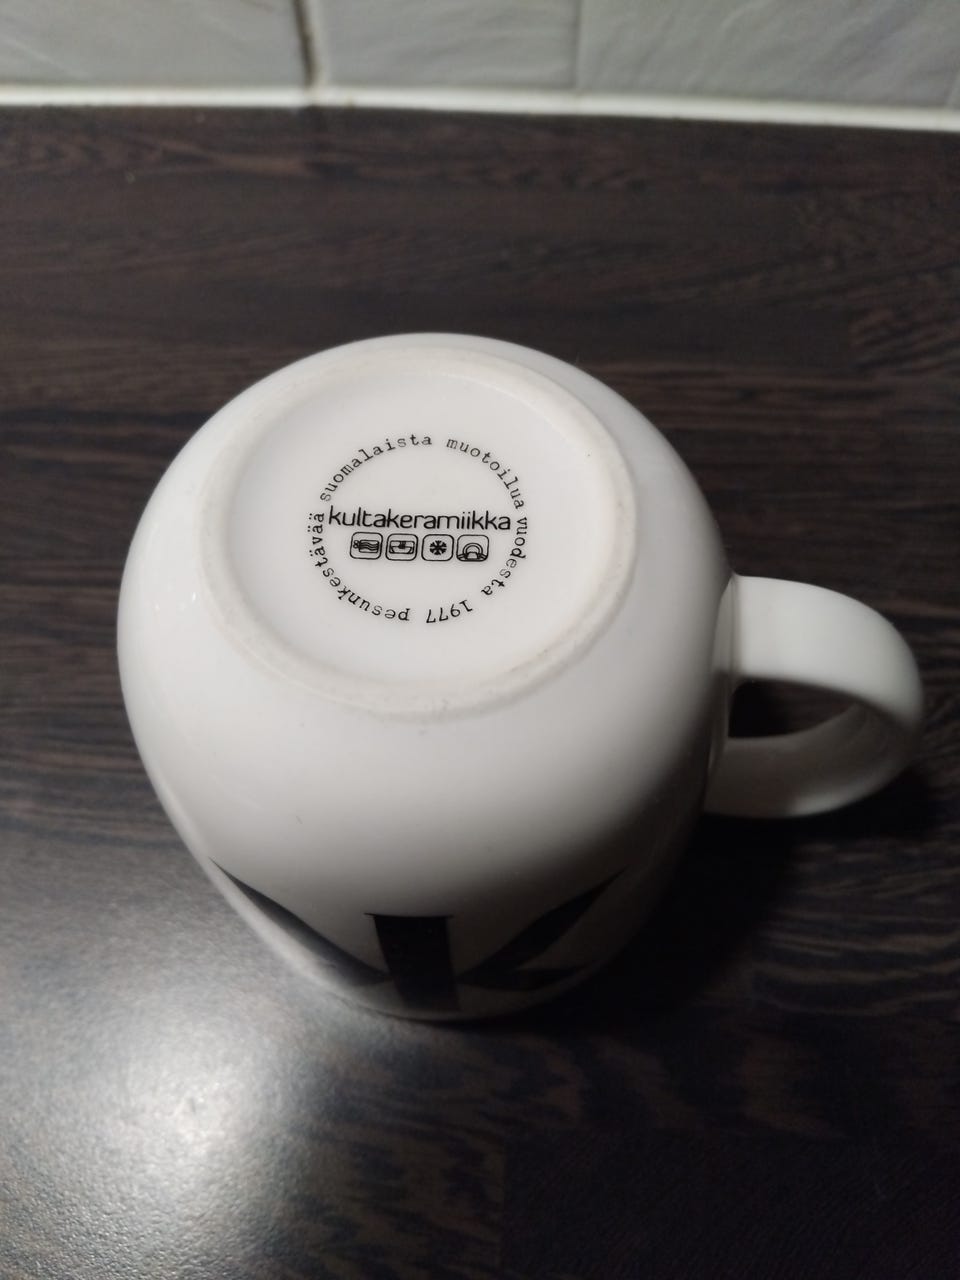 suomalaista muotoilua vuodesta 1977 pesunkestävää
kultakeramiikka